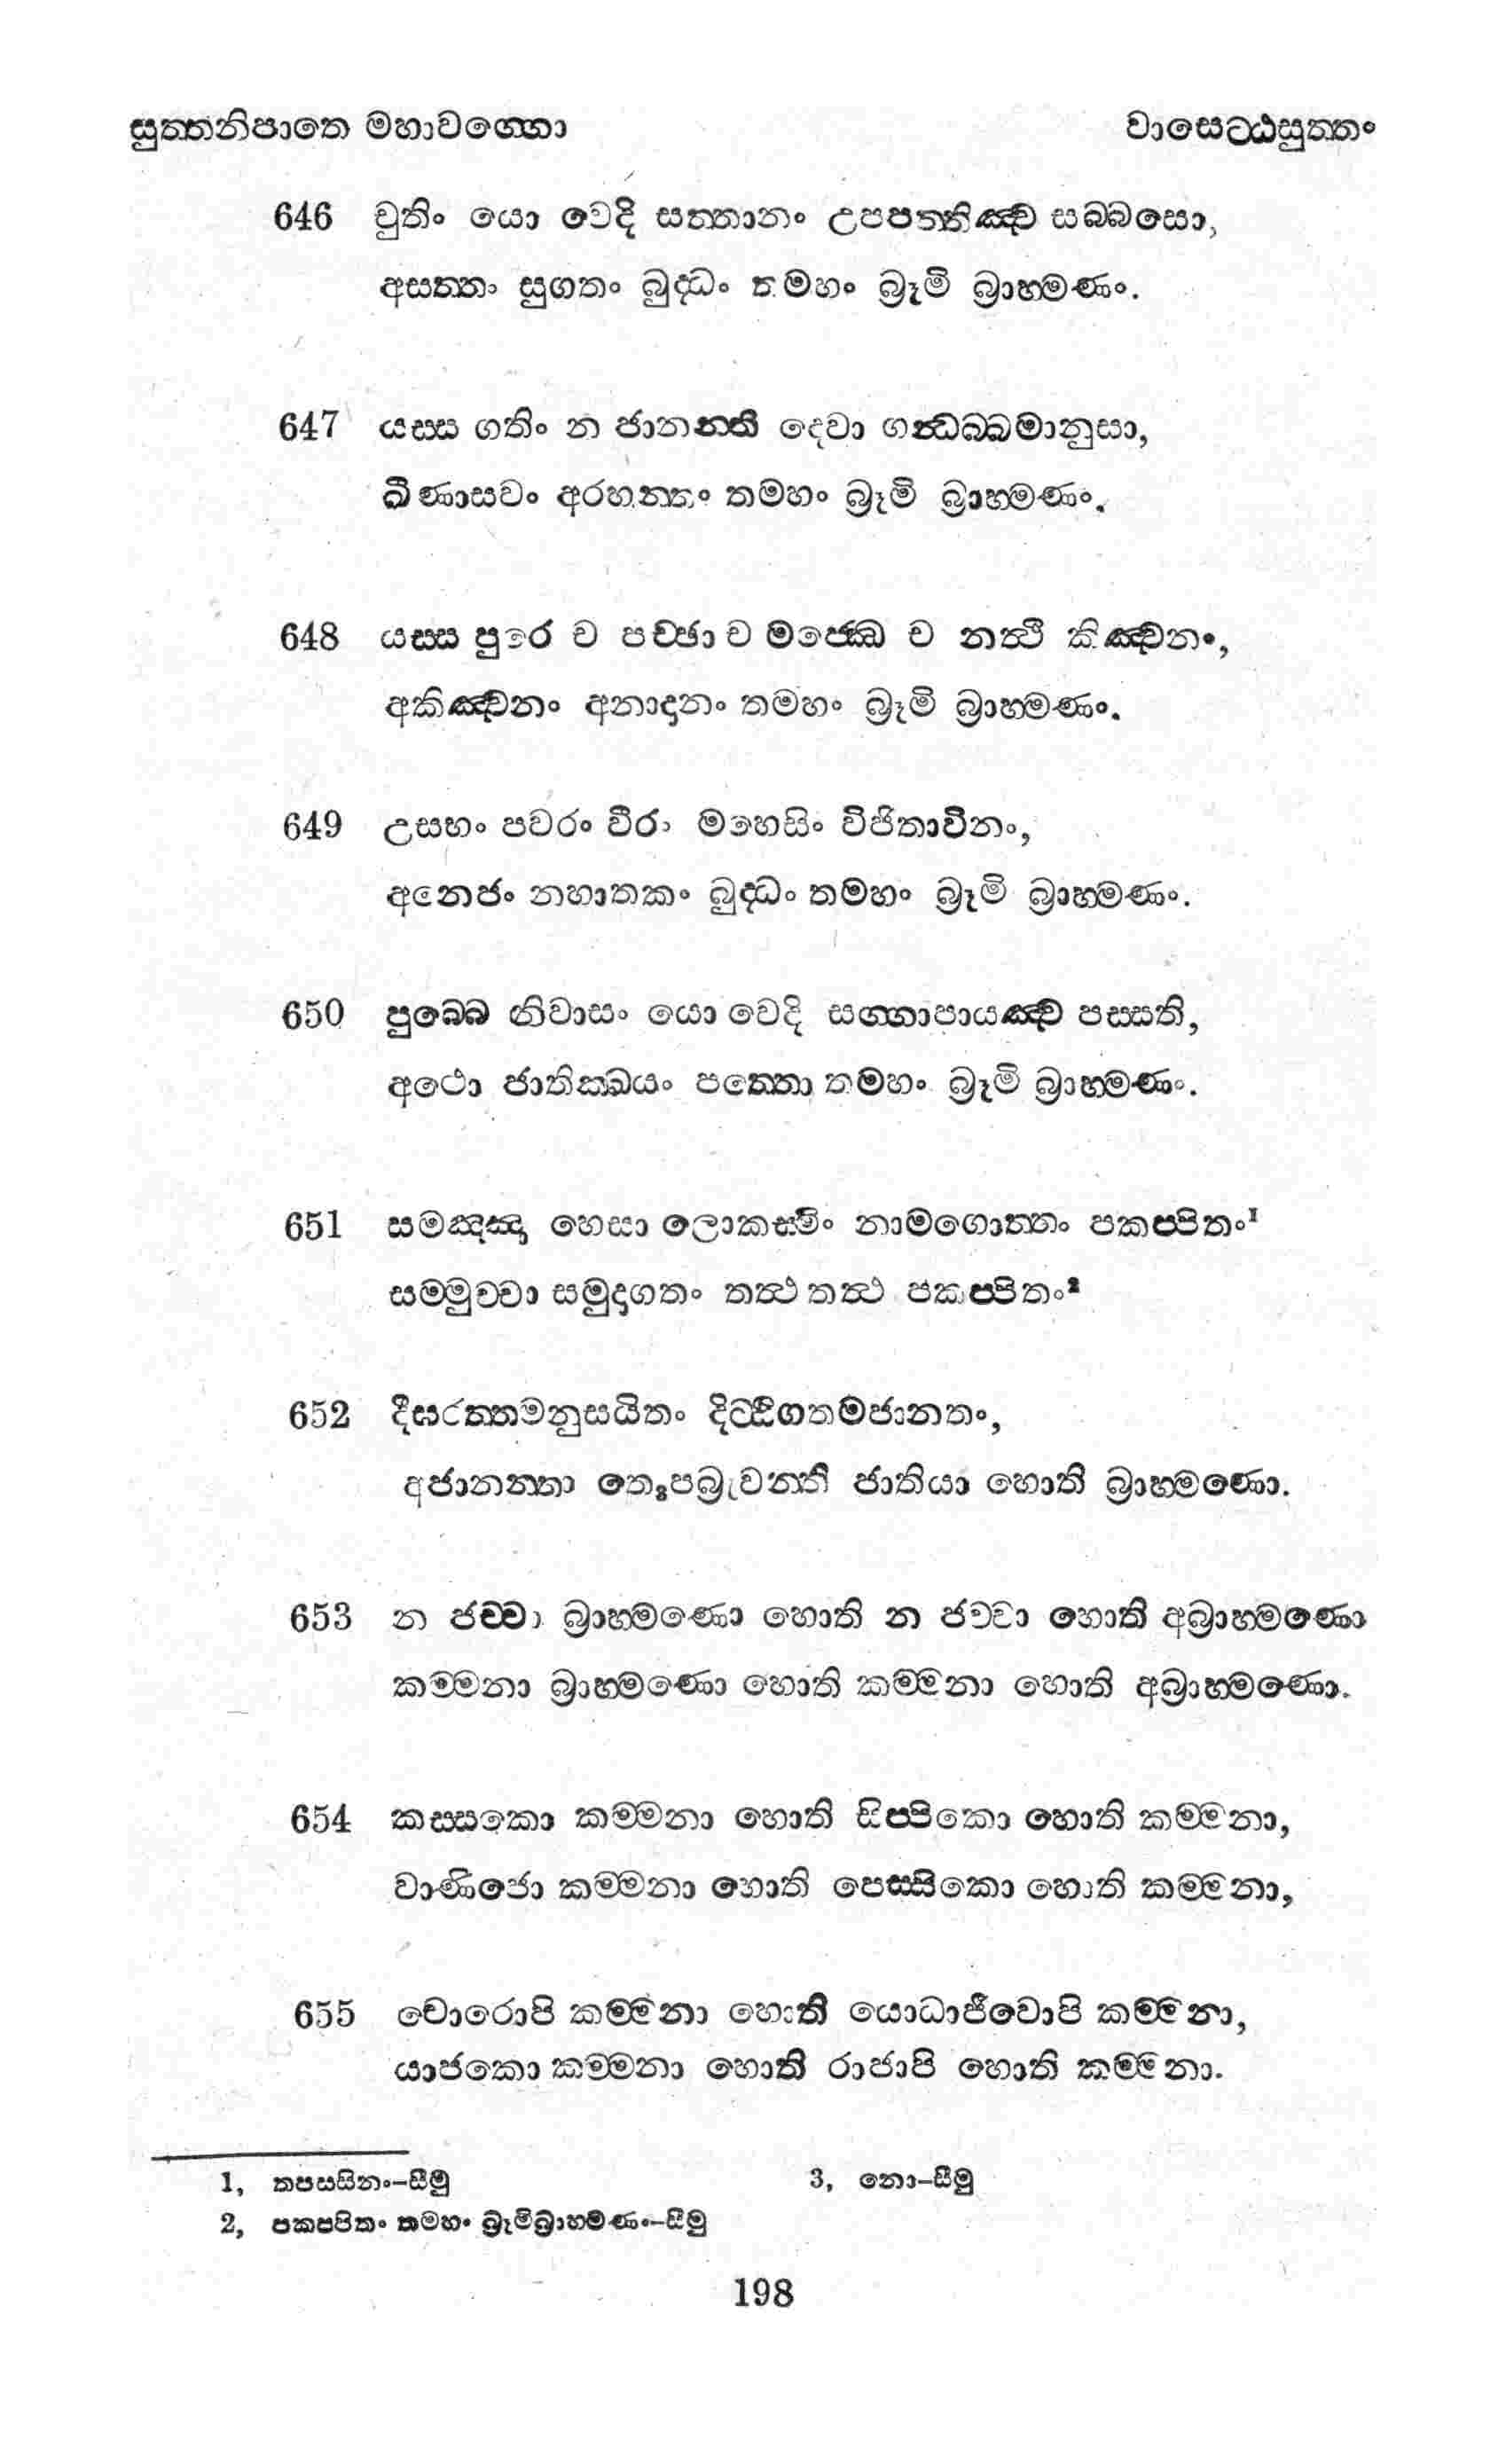 සුත්තනිපාතෙ මහාවග්ගො වාසෙට්ඨසුත්තං
646 චුතිං යො වෙදි සත්තානං උපපත්තිඤ්ච සබ්බසො,
අසත්තං සුගතං බුද්ධං තමහං බ්‍රූමි බ්‍රාහ්මණං.
647 යස්ස ගතිං න ජානන්ති දෙවා ගන්ධබ්බමානුසා,
ඛීණාසවං අරහන්තං තමහං බ්‍රූමි බ්‍රාහ්මණං.
648 යස්ස පුරෙ ච පච්ඡා ච මජ්ඣෙ ච නත්ථි කිඤ්චනං,
අකිඤ්චනං අනාදානං තමහං බ්‍රූමි බ්‍රාහ්මණං.
649 උසභං පවරං වීරං මහෙසිං විජිතාවිනං,
අනෙජං නහාතකං බුද්ධං තමහං බ්‍රූමි බ්‍රාහ්මණං.
650 පුබ්බෙ නිවාසං යො වෙදි සග්ගාපායඤ්ච පස්සති,
අථො ජාතික්ඛයං පත්තො තමහං බ්‍රූමි බ්‍රාහ්මණං.
651 සමඤ්ඤා හෙසා ලොකස්මිං නාමගොත්තං පකප්පිතං1
සම්මුච්චා සමුදාගතං තත්ථ තත්ථ පකප්පිතං2
652 දීඝරත්තමනුසයිතං දිට්ඨිගතමජානතං,
අජානන්තා තෙ3පබ්‍රුවන්ති ජාතියා හොති බ්‍රාහ්මණො.
653 න ජච්චා බ්‍රාහ්මණො හොති න ජච්චා හොති අබ්‍රාහ්මණො
කම්මනා බ්‍රාහ්මණො හොති කම්මනා හොති අබ්‍රාහ්මණො.
654 කස්සකො කම්මනා හොති සිප්පිකො හොති කම්මනා,
වාණිජො කම්මනා හොති පෙස්සිකො හොති කම්මනා,
655 චොරොපි කම්මනා හොති යොධාජීවොපි කම්මනා,
යාජකො කම්මනා හොති රාජාපි හොති කම්මනා.
1, තපස්සිනං-සීමු 3, නො-සීමු
2, පකප්පිතං තමහං බ්‍රූමිබ්‍රාහ්මණං-සීමු
198